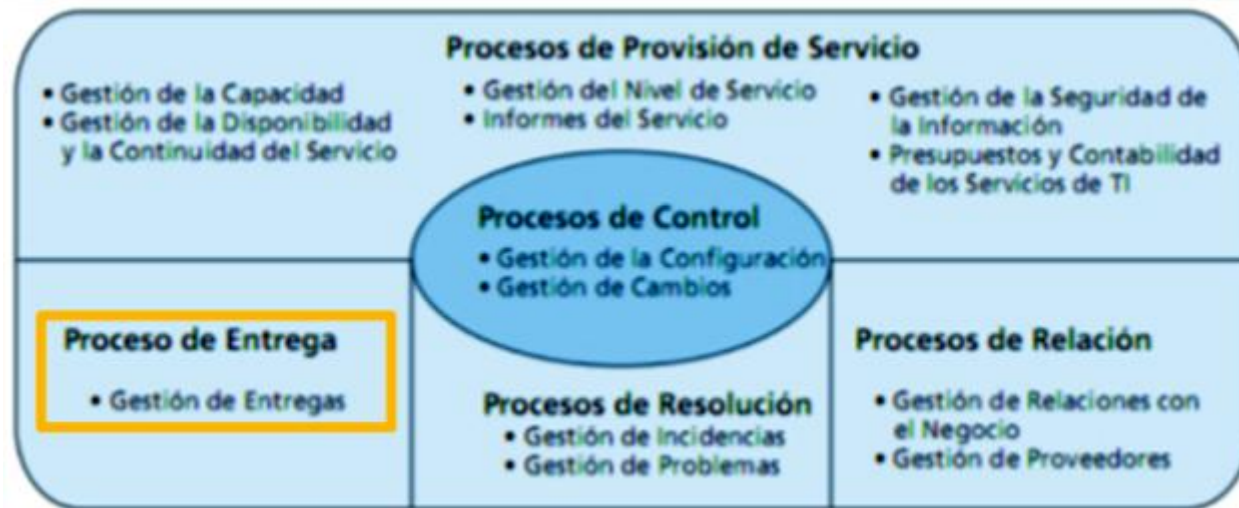 Procesos de Provisión de Servicio
• Gestión de la Capacidad
• Gestión de la Disponibilidad
y la Continuidad del Servicio
• Gestión del Nivel de Servicio
• Informes del Servicio
• Gestión de la Seguridad de
la Información
• Presupuestos y Contabilidad
de los Servicios de TI
Procesos de Control
• Gestión de la Configuración
• Gestión de Cambios
Proceso de Entrega
• Gestión de Entregas
Procesos de Resolución
• Gestión de Incidencias
• Gestión de Problemas
Procesos de Relación
• Gestión de Relaciones con
el Negocio
• Gestión de Proveedores